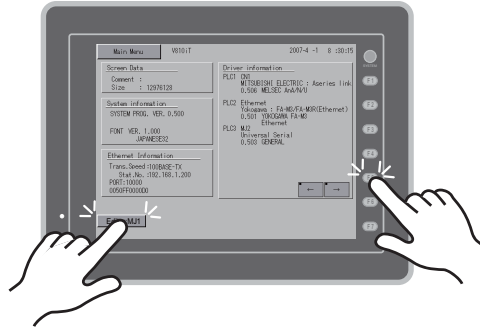 Main Menu V810iT 2007-4 -1 8 :30:15
SYSTEM
Screen Data
Comment :
Size : 12976128
System information
SYSTEM PROG. VER. 0.500
FONT VER. 1.000
JAPANESE32
Ethernet Information
Trans.Speed :100BASE-TX
Stat.No. :192.168.1.200
PORT:10000
0050FF0000D0
Driver information
PLC1 CN1
MITSUBISHI ELECTRIC : Aseries link
0.506 MELSEC AnA/N/U
PLC2 Ethernet
Yokogawa : FA-M3/FA-M3R(Ethernet)
0.501 YOKOGAWA FA-M3
Ethernet
PLC3 MJ2
Universal Serial
0.503 GENERAL
← →
MJ1
F1
F2
F3
F4
F6
F7